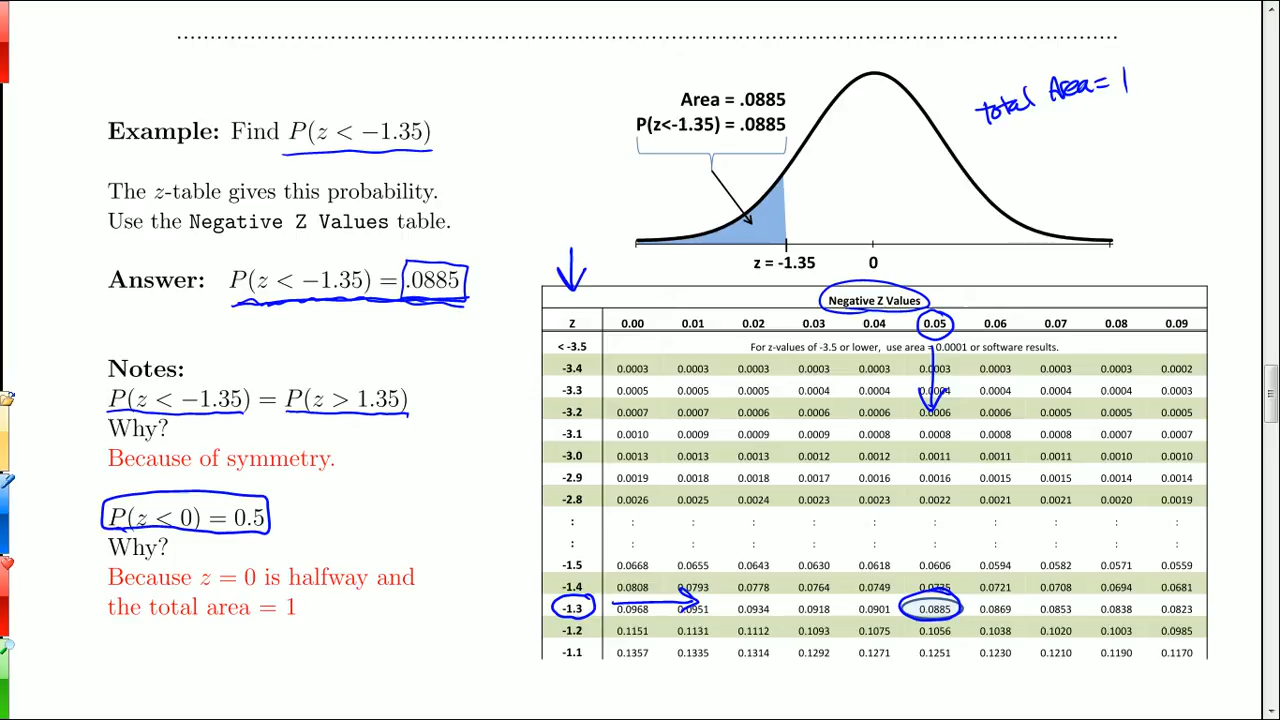 Example: Find P(z < −1.35)
The z-table gives this probability.
Use the Negative Z Values table.
Answer: P(z < −1.35) = .0885
Notes:
P(z < −1.35) = P(z > 1.35)
Why?
Because of symmetry.
P(z < 0) = 0.5
Why?
Because z = 0 is halfway and
the total area = 1
Area = .0885
P(z<-1.35) = .0885
total Area = 1
z = -1.35 0
Negative Z Values
Z 0.00 0.01 0.02 0.03 0.04 0.05 0.06 0.07 0.08 0.09
< -3.5 For z-values of -3.5 or lower, use area = 0.0001 or software results.
-3.4 0.0003 0.0003 0.0003 0.0003 0.0003 0.0003 0.0003 0.0003 0.0003 0.0002
-3.3 0.0005 0.0005 0.0005 0.0004 0.0004 0.0004 0.0004 0.0004 0.0004 0.0003
-3.2 0.0007 0.0007 0.0006 0.0006 0.0006 0.0006 0.0006 0.0005 0.0005 0.0005
-3.1 0.0010 0.0009 0.0009 0.0009 0.0008 0.0008 0.0008 0.0008 0.0007 0.0007
-3.0 0.0013 0.0013 0.0013 0.0012 0.0012 0.0011 0.0011 0.0011 0.0010 0.0010
-2.9 0.0019 0.0018 0.0018 0.0017 0.0016 0.0016 0.0015 0.0015 0.0014 0.0014
-2.8 0.0026 0.0025 0.0024 0.0023 0.0023 0.0022 0.0021 0.0021 0.0020 0.0019
: : : : : : : : : : :
: : : : : : : : : : :
-1.5 0.0668 0.0655 0.0643 0.0630 0.0618 0.0606 0.0594 0.0582 0.0571 0.0559
-1.4 0.0808 0.0793 0.0778 0.0764 0.0749 0.0735 0.0721 0.0708 0.0694 0.0681
-1.3 0.0968 0.0951 0.0934 0.0918 0.0901 0.0885 0.0869 0.0853 0.0838 0.0823
-1.2 0.1151 0.1131 0.1112 0.1093 0.1075 0.1056 0.1038 0.1020 0.1003 0.0985
-1.1 0.1357 0.1335 0.1314 0.1292 0.1271 0.1251 0.1230 0.1210 0.1190 0.1170